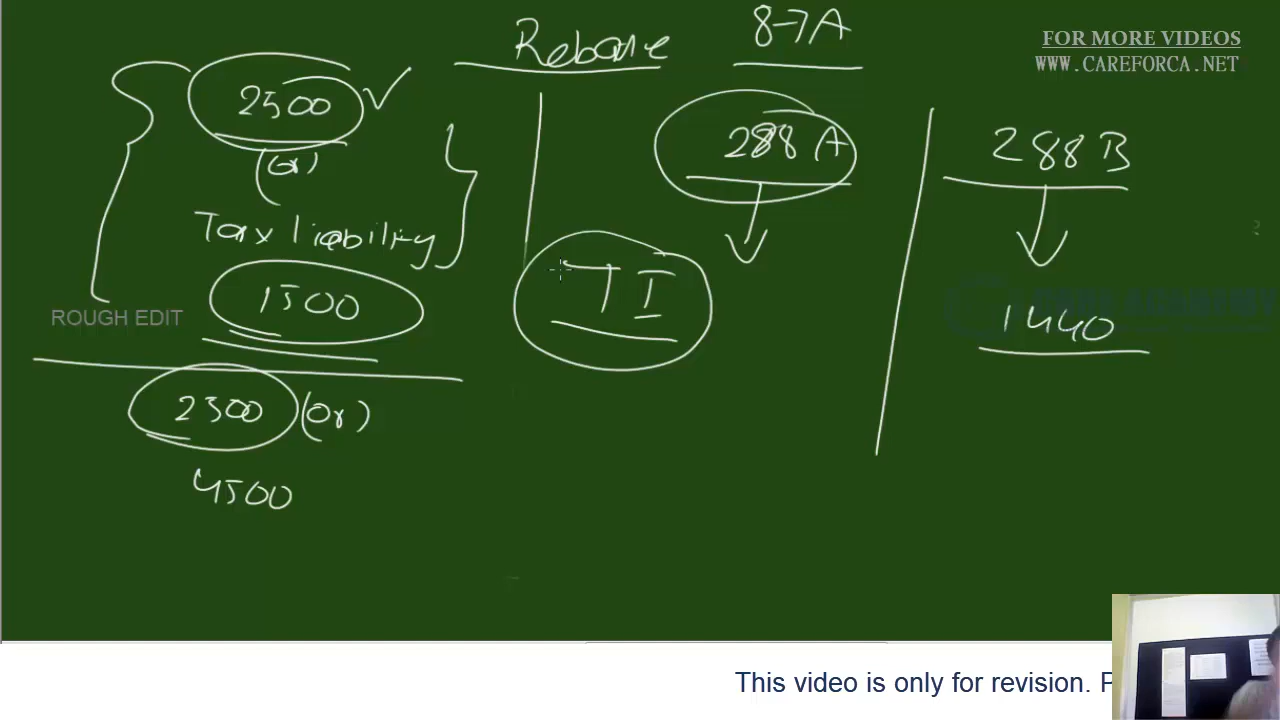 Rebate 87A
FOR MORE VIDEOS
WWW.CAREFORCA.NET
2500
(or)
Tax liability
1500
2500 (Or)
4500
288 A
TI
288 B
1440
ROUGH EDIT
This video is only for revision. P